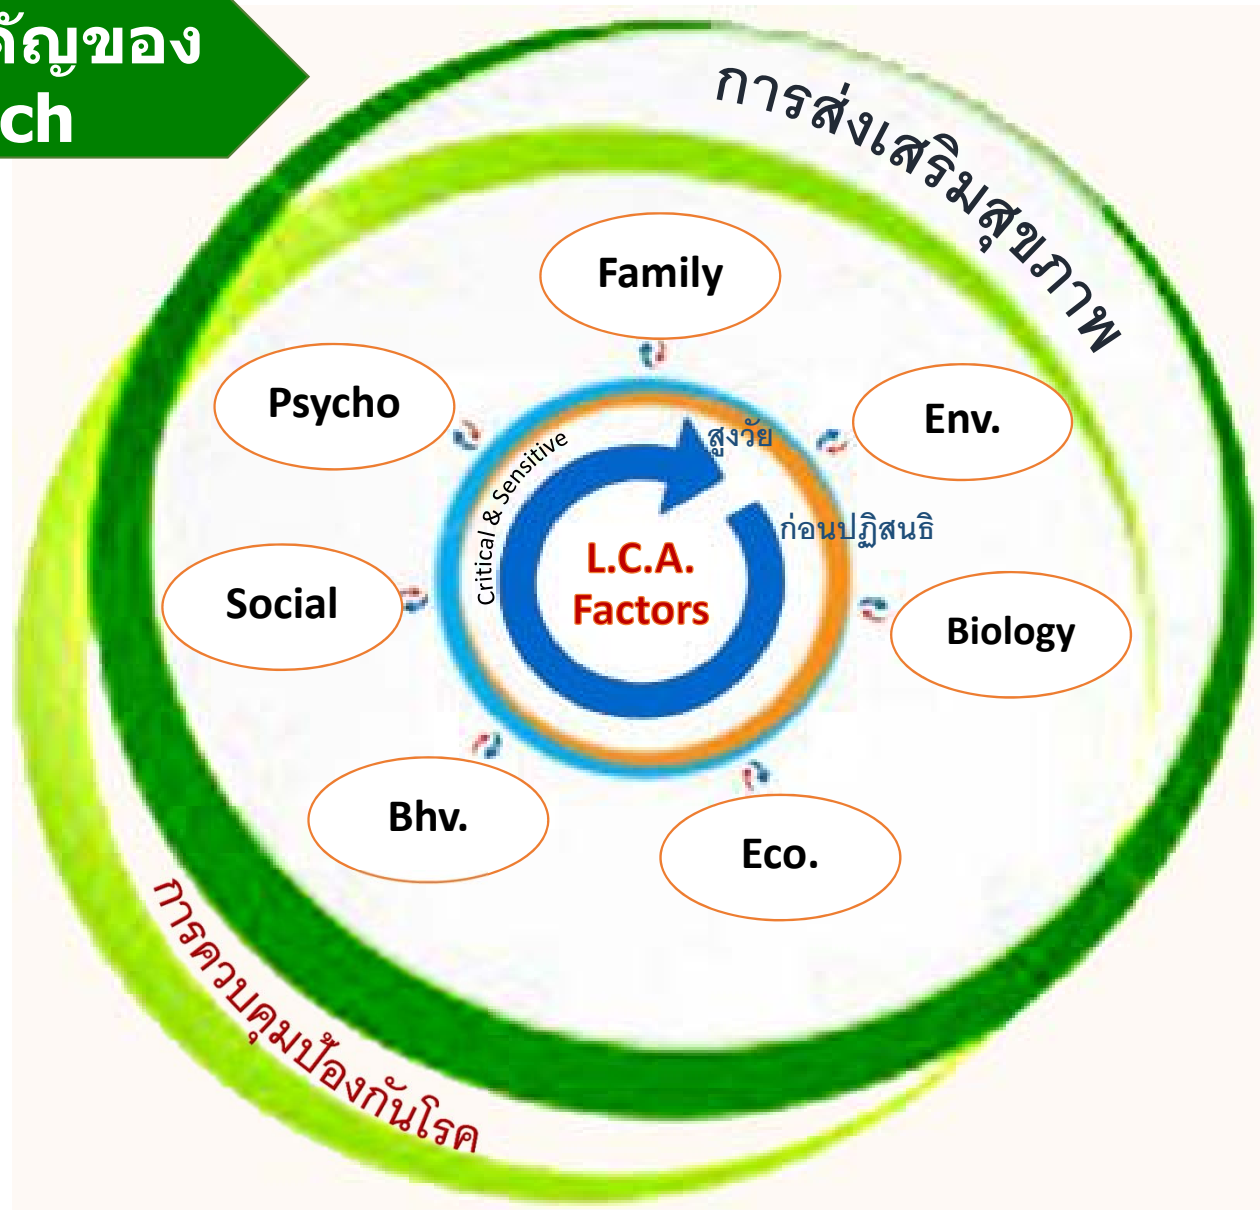 คัญของ
ch
การส่งเสริมสุขภาพ
Family
Psycho
Env.
Critical & Sensitive
สูงวัย
ก่อนปฏิสนธิ
L.C.A.
Factors
Social
Biology
Bhv.
Eco.
การควบคุมป้องกันโรค